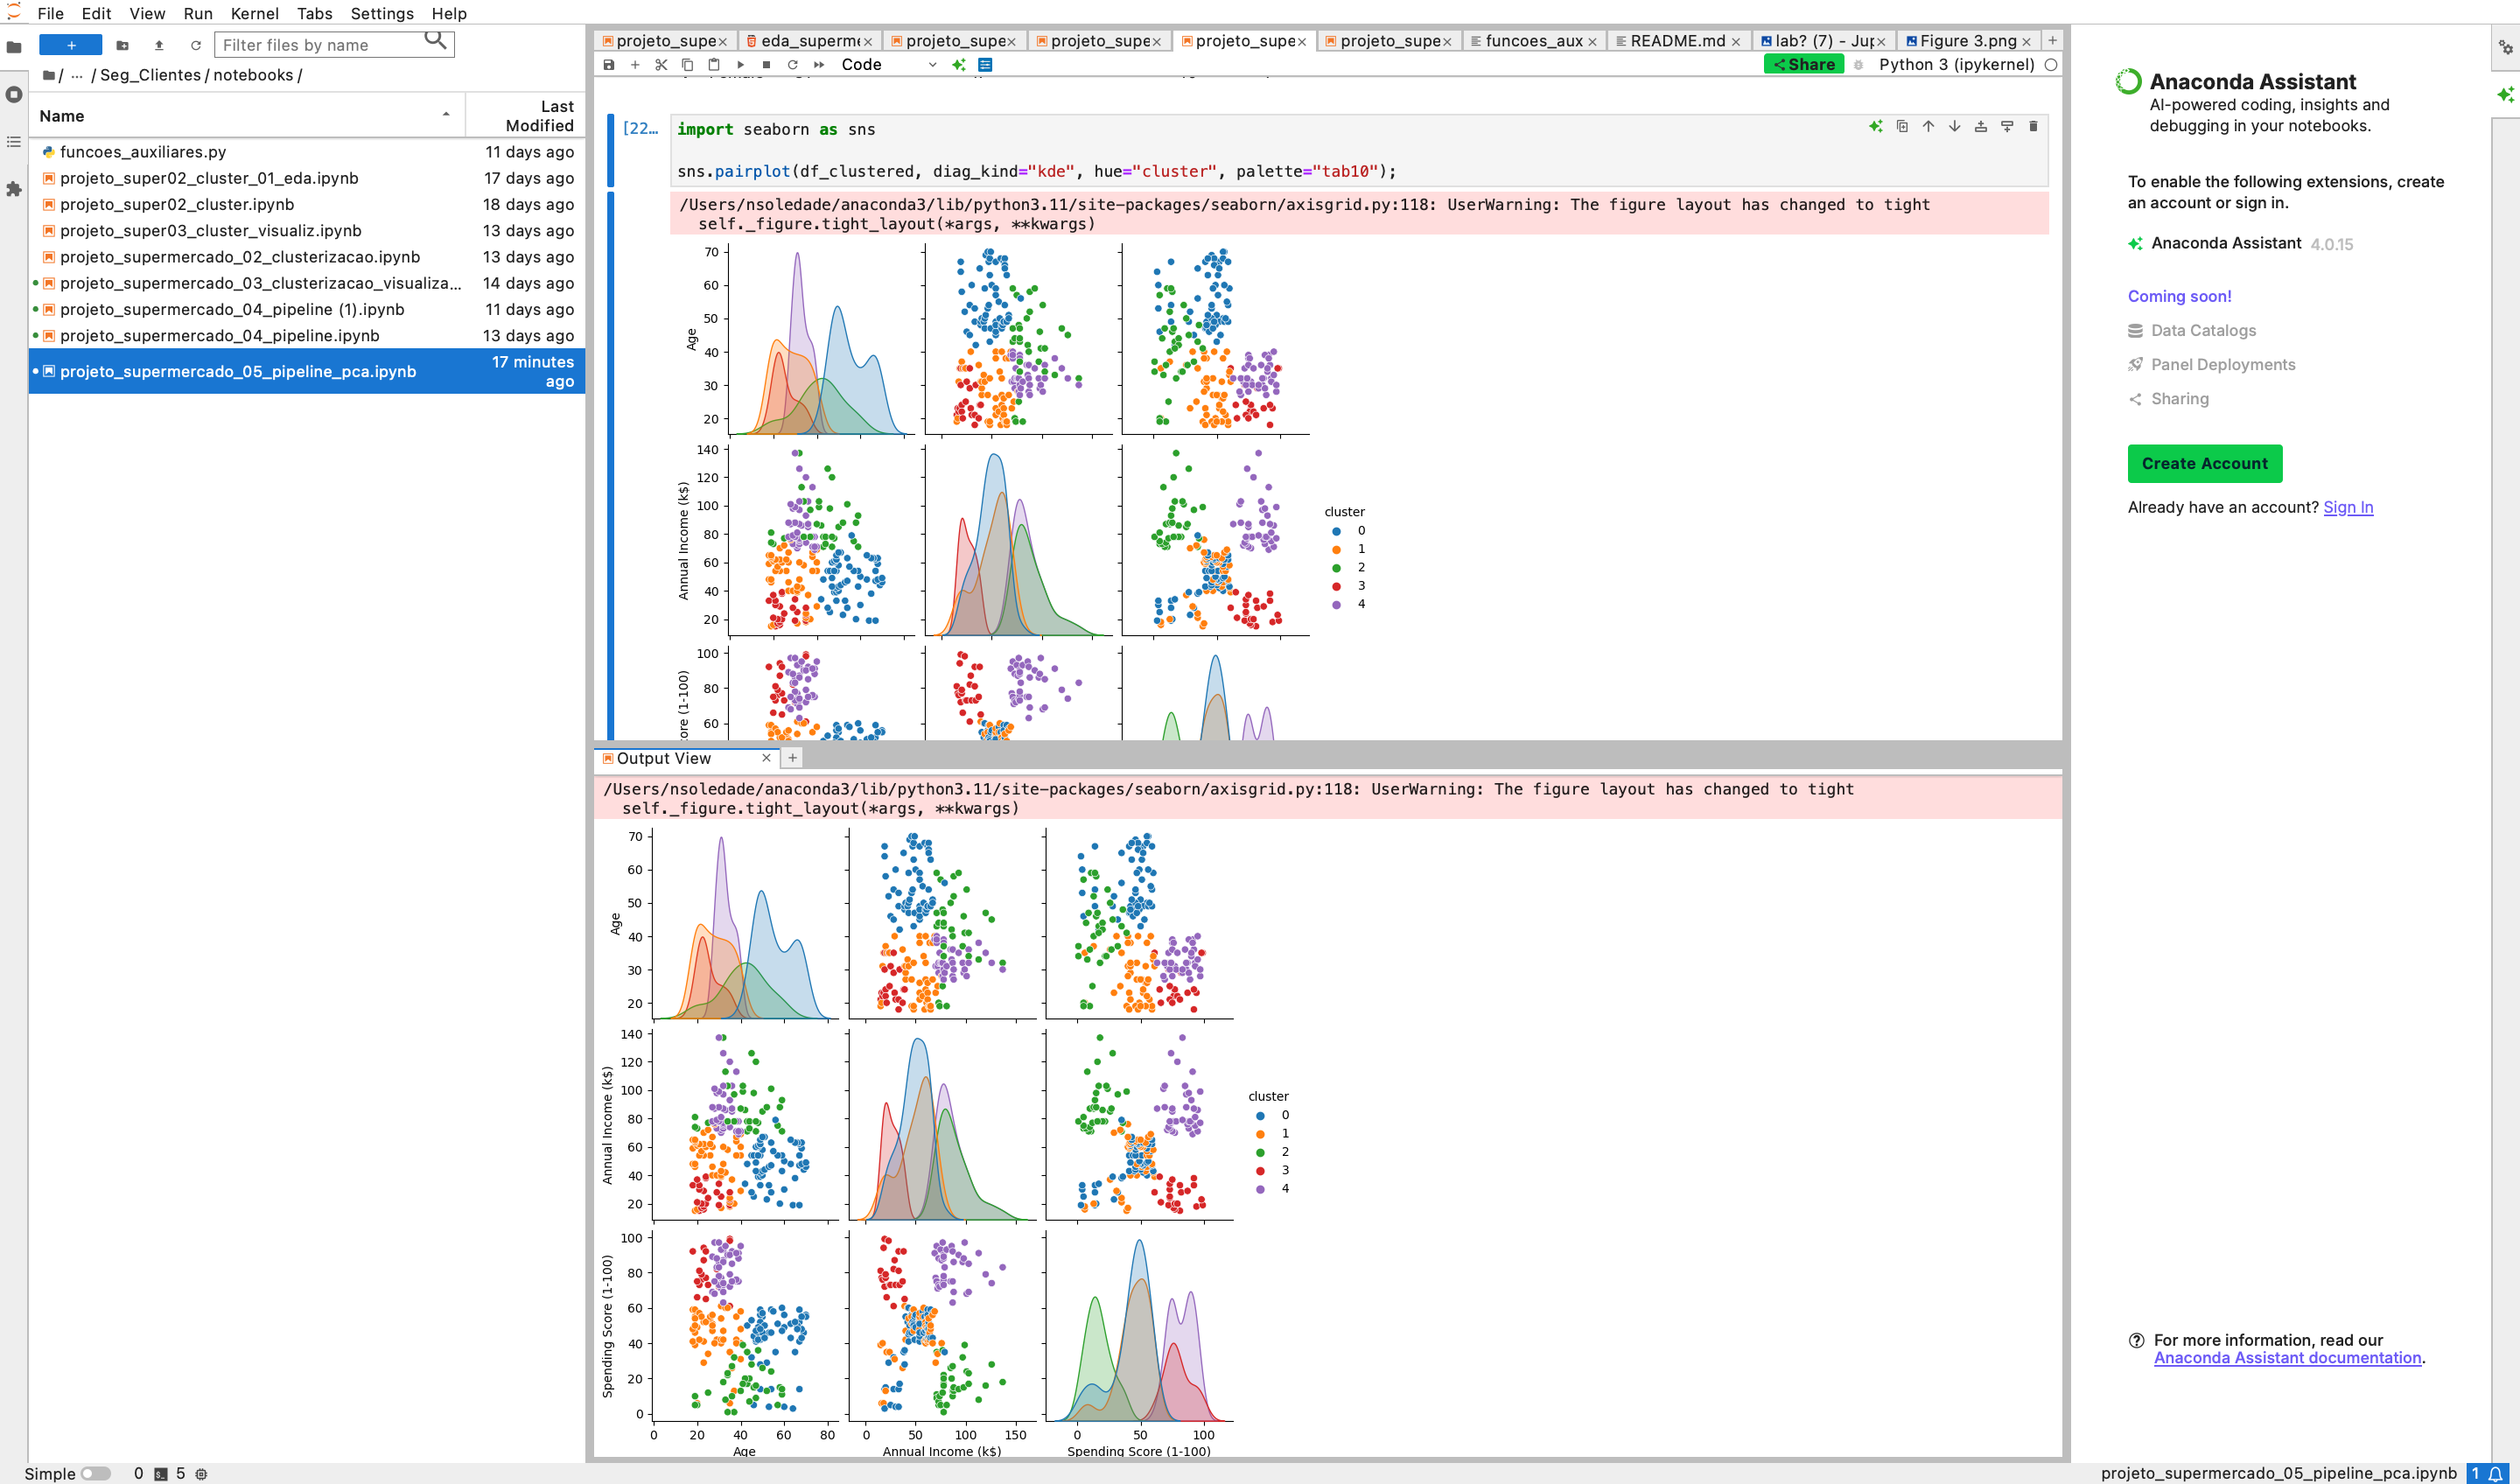 File Edit View Run Kernel Tabs Settings Help
Filter files by name
/ ... / Seg_Clientes / notebooks /
Name
Last Modified
funcoes_auxiliares.py 11 days ago
projeto_super02_cluster_01_eda.ipynb 17 days ago
projeto_super02_cluster.ipynb 18 days ago
projeto_super03_cluster_visualiz.ipynb 13 days ago
projeto_supermercado_02_clusterizacao.ipynb 13 days ago
projeto_supermercado_03_clusterizacao_visualiza... 14 days ago
projeto_supermercado_04_pipeline (1).ipynb 11 days ago
projeto_supermercado_04_pipeline.ipynb 13 days ago
projeto_supermercado_05_pipeline_pca.ipynb 17 minutes ago
projeto_supe eda_superme projeto_supe projeto_supe projeto_supe projeto_supe funcoes_aux README.md lab? (7) - Jup Figure 3.png
Code
Share
Python 3 (ipykernel)
[22...
import seaborn as sns
sns.pairplot(df_clustered, diag_kind="kde", hue="cluster", palette="tab10");
/Users/nsoledade/anaconda3/lib/python3.11/site-packages/seaborn/axisgrid.py:118: UserWarning: The figure layout has changed to tight
self._figure.tight_layout(*args, **kwargs)
70
60
50
40
30
20
Age
140
120
100
80
60
40
20
Annual Income (k$)
cluster
0
1
2
3
4
100
80
60
ore (1-100)
Output View
/Users/nsoledade/anaconda3/lib/python3.11/site-packages/seaborn/axisgrid.py:118: UserWarning: The figure layout has changed to tight
self._figure.tight_layout(*args, **kwargs)
70
60
50
40
30
20
Age
140
120
100
80
60
40
20
Annual Income (k$)
cluster
0
1
2
3
4
100
80
60
40
20
0
Spending Score (1-100)
0 20 40 60 80
0 50 100 150
0 50 100
Age
Annual Income (k$)
Spending Score (1-100)
Anaconda Assistant
AI-powered coding, insights and
debugging in your notebooks.
To enable the following extensions, create
an account or sign in.
Anaconda Assistant 4.0.15
Coming soon!
Data Catalogs
Panel Deployments
Sharing
Create Account
Already have an account? Sign In
For more information, read our
Anaconda Assistant documentation.
Simple 0 5
projeto_supermercado_05_pipeline_pca.ipynb 1